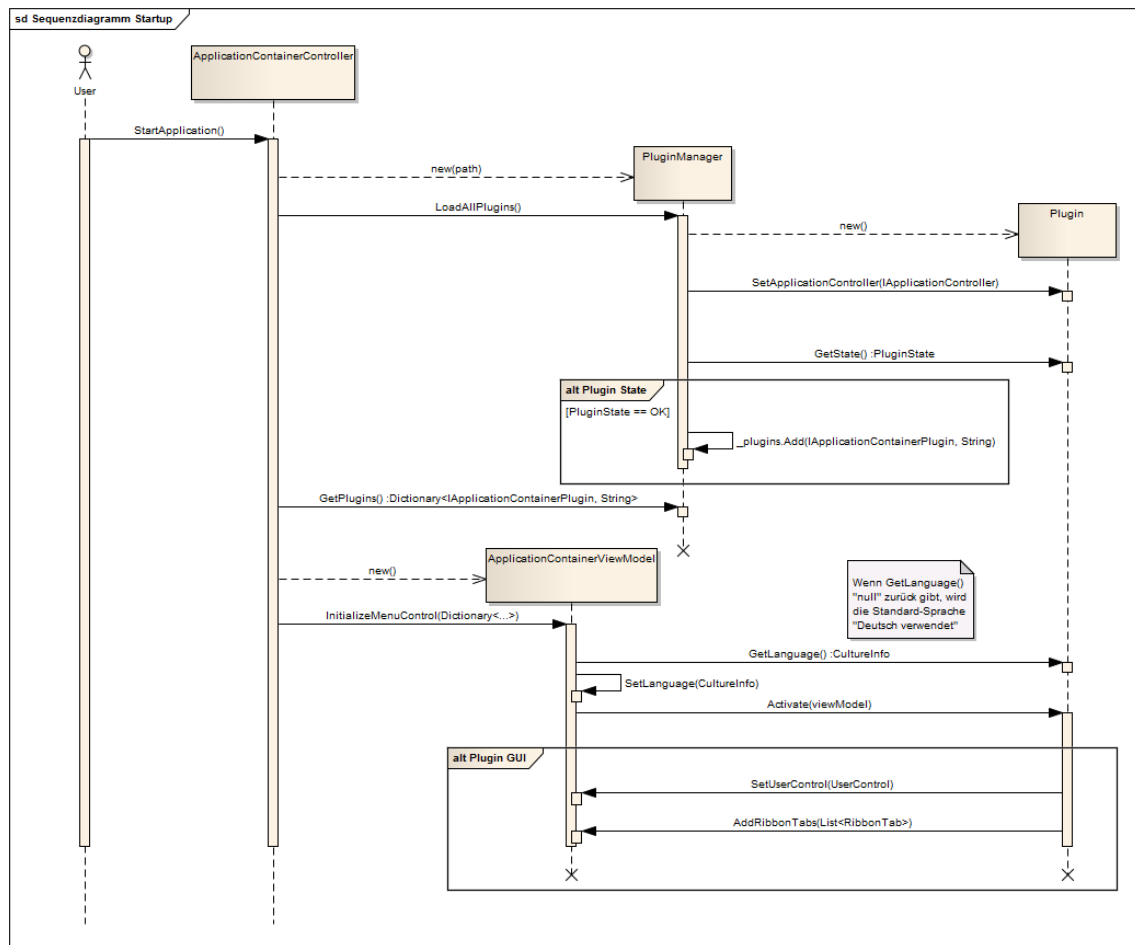 sd Sequenzdiagramm Startup
User
ApplicationContainerController
StartApplication()
PluginManager
new(path)
LoadAllPlugins()
Plugin
new()
SetApplicationController(IApplicationController)
GetState() :PluginState
alt Plugin State
[PluginState == OK]
_plugins.Add(IApplicationContainerPlugin, String)
GetPlugins() :Dictionary<IApplicationContainerPlugin, String>
ApplicationContainerViewModel
new()
Wenn GetLanguage()
"null" zurück gibt, wird
die Standard-Sprache
"Deutsch verwendet"
InitializeMenuControl(Dictionary<...>)
GetLanguage() :CultureInfo
SetLanguage(CultureInfo)
Activate(viewModel)
alt Plugin GUI
SetUserControl(UserControl)
AddRibbonTabs(List<RibbonTab>)